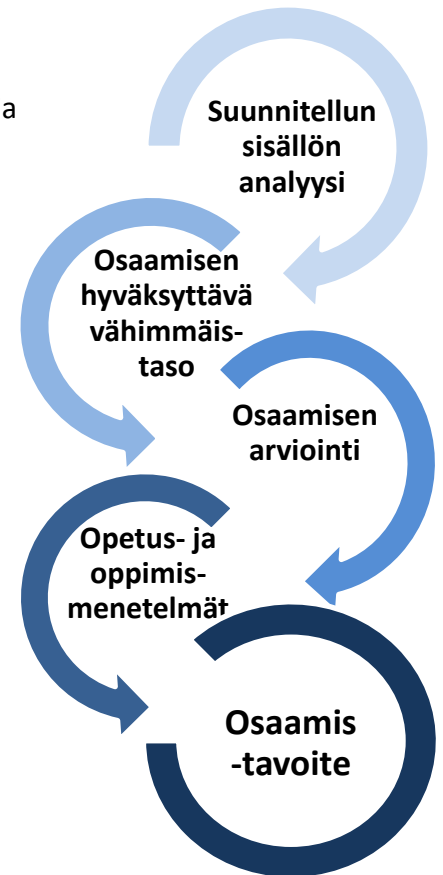 a
Suunnitellun
sisällön
analyysi
Osaamisen
hyväksyttävä
vähimmäis-
taso
Osaamisen
arviointi
Opetus- ja
oppimis-
menetelmät
Osaamis
-tavoite